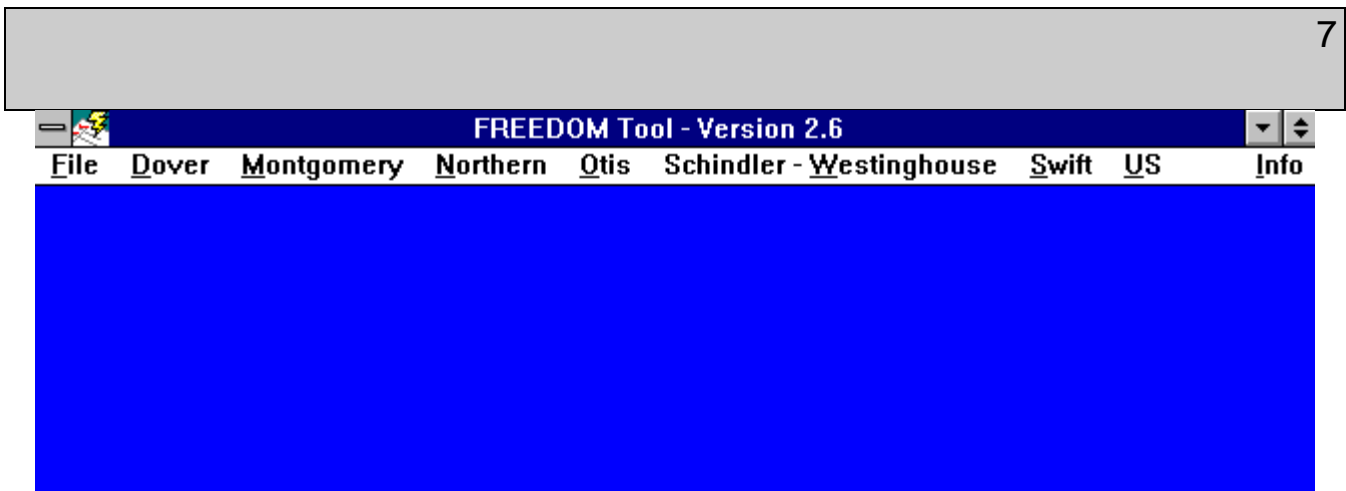 7
FREEDOM Tool - Version 2.6
File Dover Montgomery Northern Otis Schindler - Westinghouse Swift US Info